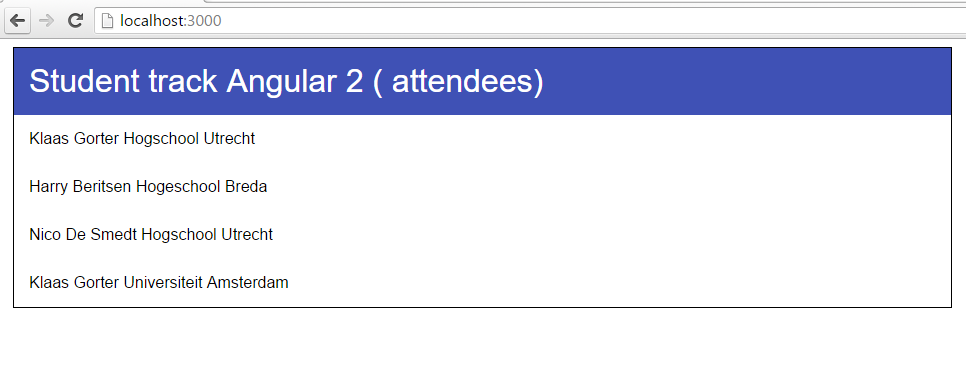 localhost:3000
Student track Angular 2 ( attendees)
Klaas Gorter Hogschool Utrecht
Harry Beritsen Hogeschool Breda
Nico De Smedt Hogschool Utrecht
Klaas Gorter Universiteit Amsterdam